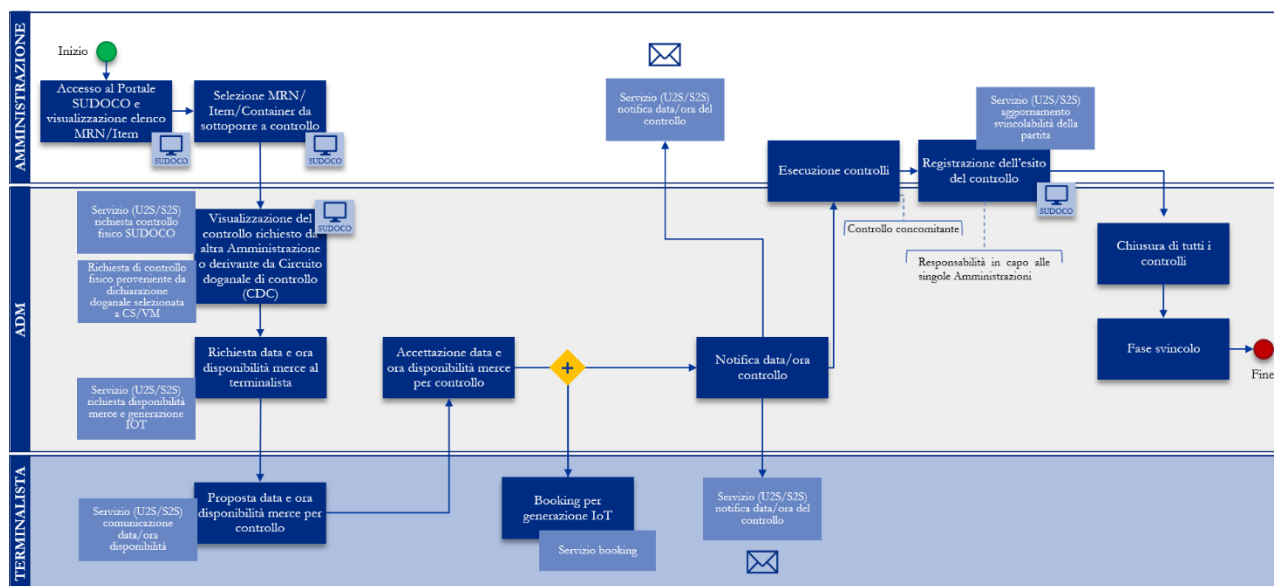 AMMINISTRAZIONE
Inizio
Accesso al Portale
SUDOCO e
visualizzazione elenco
MRN/Item
SUDOCO
Selezione MRN/
Item/Container da
sottoporre a controllo
SUDOCO
Servizio (U2S/S2S)
notifica data/ora del
controllo
Esecuzione controlli
Servizio (U2S/S2S)
aggiornamento
svincolabilità della
partita
Registrazione dell'esito
del controllo
SUDOCO
ADM
Servizio (U2S/S2S)
richiesta controllo
fisico SUDOCO
Richiesta di controllo
fisico proveniente da
dichiarazione
doganale selezionata
a CS/VM
Visualizzazione del
controllo richiesto da
altra Amministrazione
o derivante da Circuito
doganale di controllo
(CDC)
SUDOCO
Controllo concomitante
Responsabilità in capo alle
singole Amministrazioni
Chiusura di tutti i
controlli
Richiesta data e ora
disponibilità merce al
terminalista
Servizio (U2S/S2S)
richiesta disponibilità
merce e generazione
IOT
Accettazione data e
ora disponibilità merce
per controllo
Notifica data/ora
controllo
Fase svincolo
Fine
TERMINALISTA
Servizio (U2S/S2S)
comunicazione
data/ora
disponibilità
Proposta data e ora
disponibilità merce per
controllo
Booking per
generazione IoT
Servizio booking
Servizio (U2S/S2S)
notifica data/ora del
controllo